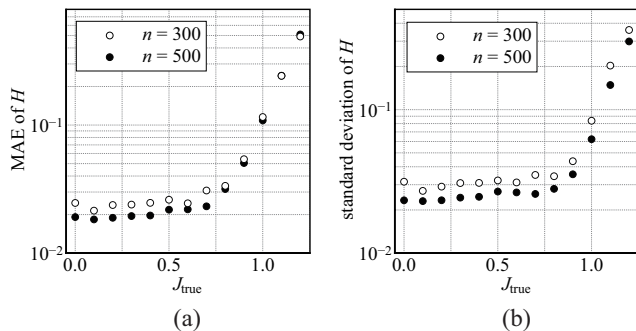 MAE of H
n = 300
n = 500
10⁻¹
10⁻²
0.0 0.5 1.0
J_true
(a)
standard deviation of H
n = 300
n = 500
10⁻¹
10⁻²
0.0 0.5 1.0
J_true
(b)